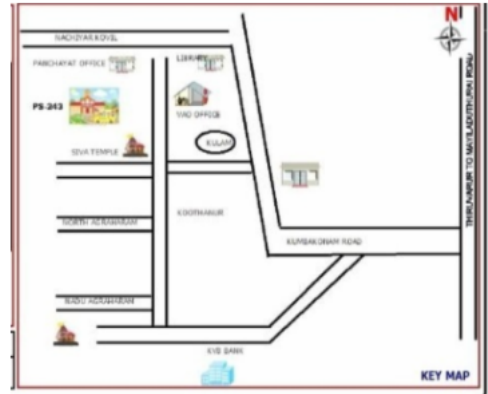 N
NACHIYAR KOVIL
PANCHAYAT OFFICE
LIBRARY
PS-243
VAO OFFICE
SIVA TEMPLE
KULAM
KOOTHANUR
NORTH AGRAHARAM
KUMBAKONAM ROAD
THIRUVARUR TO MAYILADUTHURAI ROAD
NADU AGRAHARAM
KVB BANK
KEY MAP